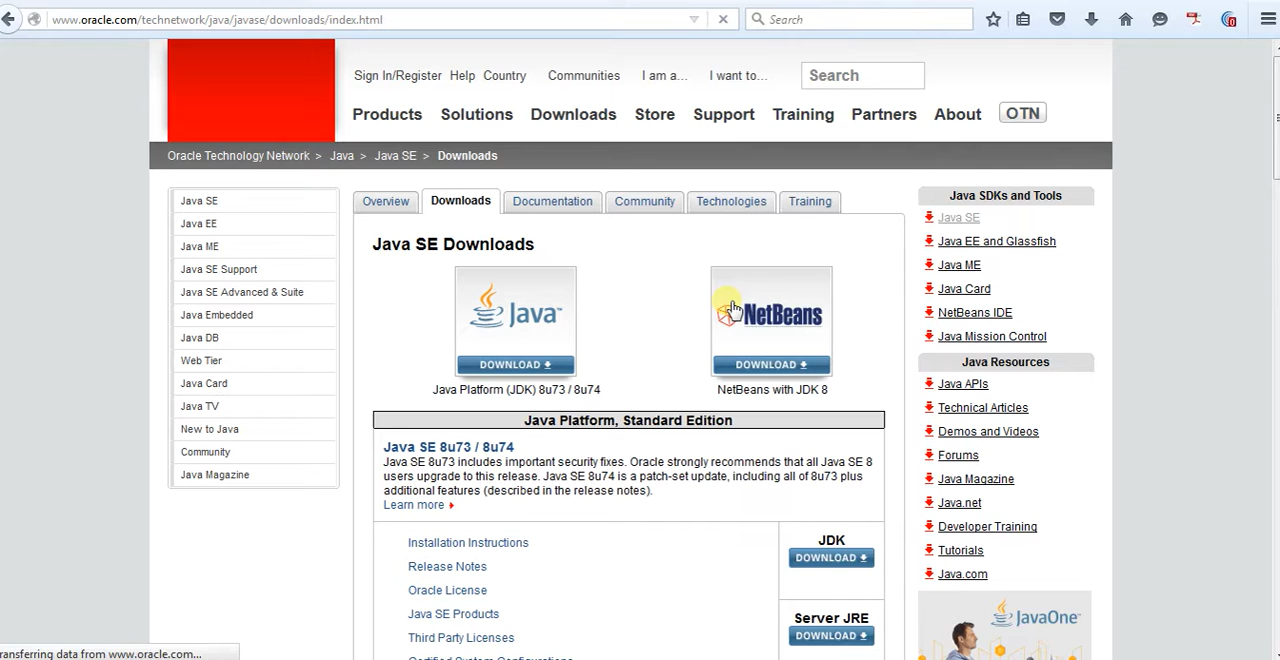 www.oracle.com/technetwork/java/javase/downloads/index.html
Search
Sign In/Register Help Country Communities I am a... I want to... Search
Products Solutions Downloads Store Support Training Partners About OTN
Oracle Technology Network > Java > Java SE > Downloads
Java SE
Java EE
Java ME
Java SE Support
Java SE Advanced & Suite
Java Embedded
Java DB
Web Tier
Java Card
Java TV
New to Java
Community
Java Magazine
Overview Downloads Documentation Community Technologies Training
Java SE Downloads
Java
DOWNLOAD
Java Platform (JDK) 8u73 / 8u74
NetBeans
DOWNLOAD
NetBeans with JDK 8
Java Platform, Standard Edition
Java SE 8u73 / 8u74
Java SE 8u73 includes important security fixes. Oracle strongly recommends that all Java SE 8
users upgrade to this release. Java SE 8u74 is a patch-set update, including all of 8u73 plus
additional features (described in the release notes).
Learn more
Installation Instructions
Release Notes
Oracle License
Java SE Products
Third Party Licenses
Certified System Configurations
JDK
DOWNLOAD
Server JRE
DOWNLOAD
Java SDKs and Tools
Java SE
Java EE and Glassfish
Java ME
Java Card
NetBeans IDE
Java Mission Control
Java Resources
Java APIs
Technical Articles
Demos and Videos
Forums
Java Magazine
Java.net
Developer Training
Tutorials
Java.com
JavaOne
ransferring data from www.oracle.com...